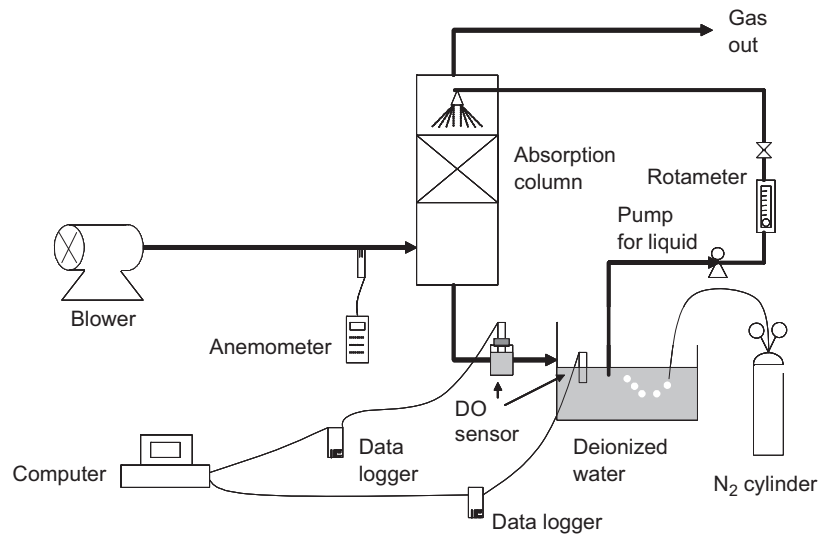 Gas
out
Absorption
column
Rotameter
Pump
for liquid
Blower
Anemometer
DO
sensor
Data
logger
Deionized
water
Computer
N₂ cylinder
Data logger